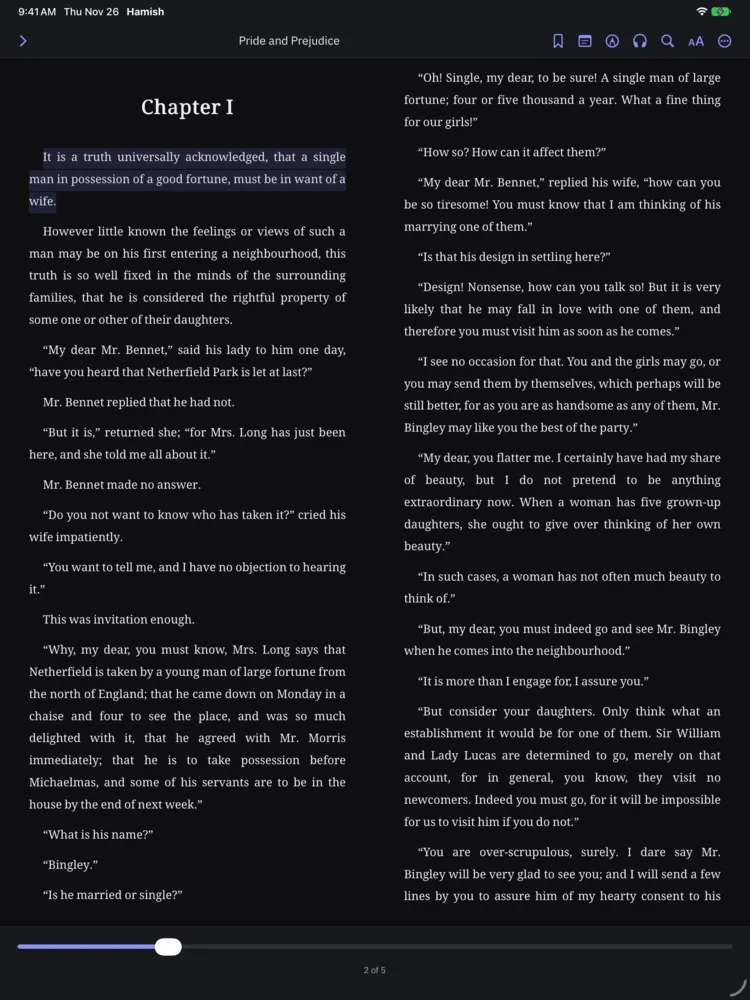 9:41AM Thu Nov 26 Hamish
Pride and Prejudice
AA
Chapter I
It is a truth universally acknowledged, that a single
man in possession of a good fortune, must be in want of a
wife.
However little known the feelings or views of such a
man may be on his first entering a neighbourhood, this
truth is so well fixed in the minds of the surrounding
families, that he is considered the rightful property of
some one or other of their daughters.
“My dear Mr. Bennet,” said his lady to him one day,
“have you heard that Netherfield Park is let at last?”
Mr. Bennet replied that he had not.
“But it is,” returned she; “for Mrs. Long has just been
here, and she told me all about it.”
Mr. Bennet made no answer.
“Do you not want to know who has taken it?” cried his
wife impatiently.
“You want to tell me, and I have no objection to hearing
it.”
This was invitation enough.
“Why, my dear, you must know, Mrs. Long says that
Netherfield is taken by a young man of large fortune from
the north of England; that he came down on Monday in a
chaise and four to see the place, and was so much
delighted with it, that he agreed with Mr. Morris
immediately; that he is to take possession before
Michaelmas, and some of his servants are to be in the
house by the end of next week.”
“What is his name?”
“Bingley.”
“Is he married or single?”
“Oh! Single, my dear, to be sure! A single man of large
fortune; four or five thousand a year. What a fine thing
for our girls!”
“How so? How can it affect them?”
“My dear Mr. Bennet,” replied his wife, “how can you
be so tiresome! You must know that I am thinking of his
marrying one of them.”
“Is that his design in settling here?”
“Design! Nonsense, how can you talk so! But it is very
likely that he may fall in love with one of them, and
therefore you must visit him as soon as he comes.”
“I see no occasion for that. You and the girls may go, or
you may send them by themselves, which perhaps will be
still better, for as you are as handsome as any of them, Mr.
Bingley may like you the best of the party.”
“My dear, you flatter me. I certainly have had my share
of beauty, but I do not pretend to be anything
extraordinary now. When a woman has five grown-up
daughters, she ought to give over thinking of her own
beauty.”
“In such cases, a woman has not often much beauty to
think of.”
“But, my dear, you must indeed go and see Mr. Bingley
when he comes into the neighbourhood.”
“It is more than I engage for, I assure you.”
“But consider your daughters. Only think what an
establishment it would be for one of them. Sir William
and Lady Lucas are determined to go, merely on that
account, for in general, you know, they visit no
newcomers. Indeed you must go, for it will be impossible
for us to visit him if you do not.”
“You are over-scrupulous, surely. I dare say Mr.
Bingley will be very glad to see you; and I will send a few
lines by you to assure him of my hearty consent to his
2 of 5